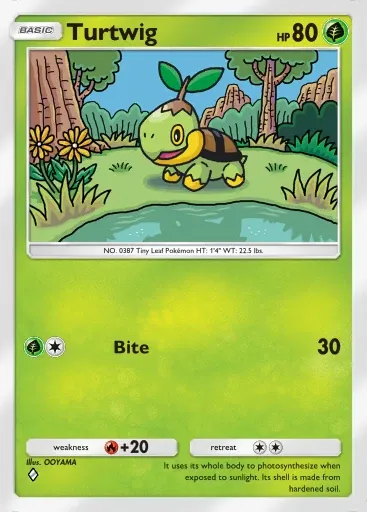 BASIC Turtwig HP 80
NO. 0387 Tiny Leaf Pokémon HT: 1'4" WT: 22.5 lbs.
Bite 30
weakness +20 retreat
Illus. OOYAMA
It uses its whole body to photosynthesize when
exposed to sunlight. Its shell is made from
hardened soil.